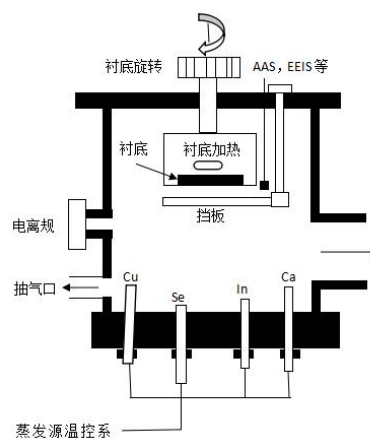 衬底旋转
AAS，EEIS 等
衬底
衬底加热
挡板
电离规
抽气口
Cu
Se
In
Ca
蒸发源温控系